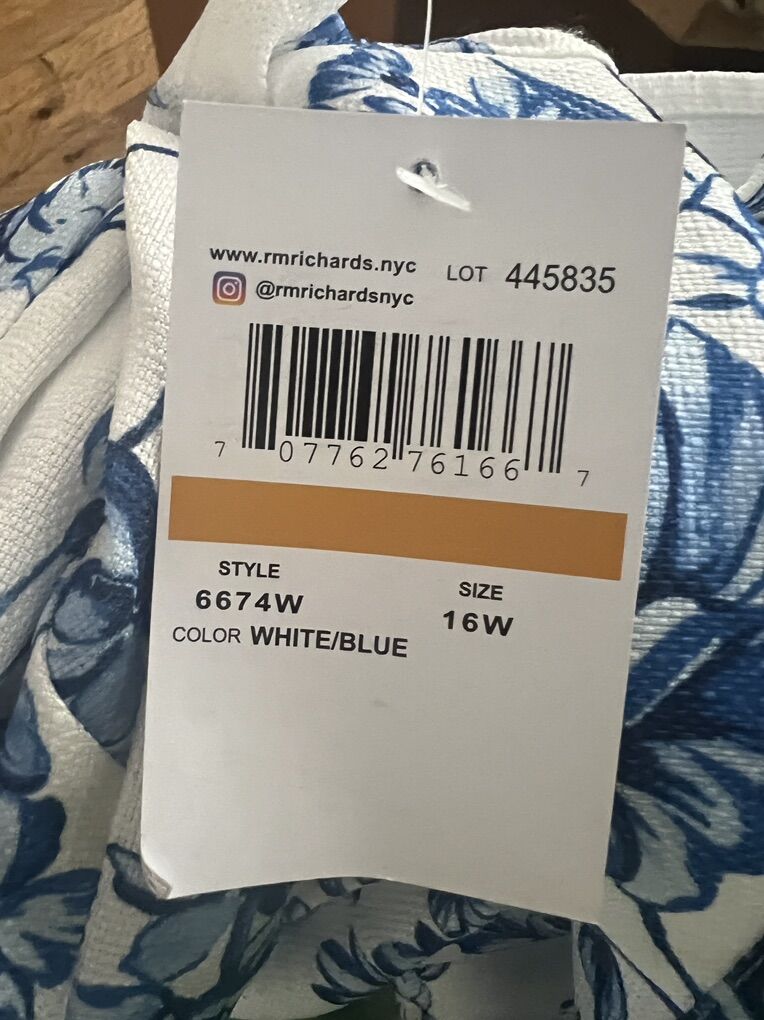 www.rmrichards.nyc LOT 445835
@rmrichardsnyc
7 07762 76166 7
STYLE SIZE
6674W 16W
COLOR WHITE/BLUE